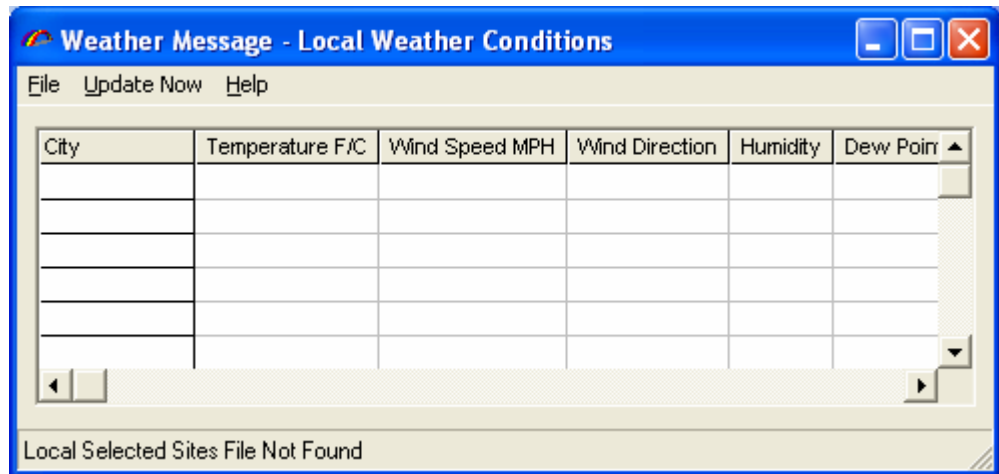 Weather Message - Local Weather Conditions
File Update Now Help
City Temperature F/C Wind Speed MPH Wind Direction Humidity Dew Poin
Local Selected Sites File Not Found